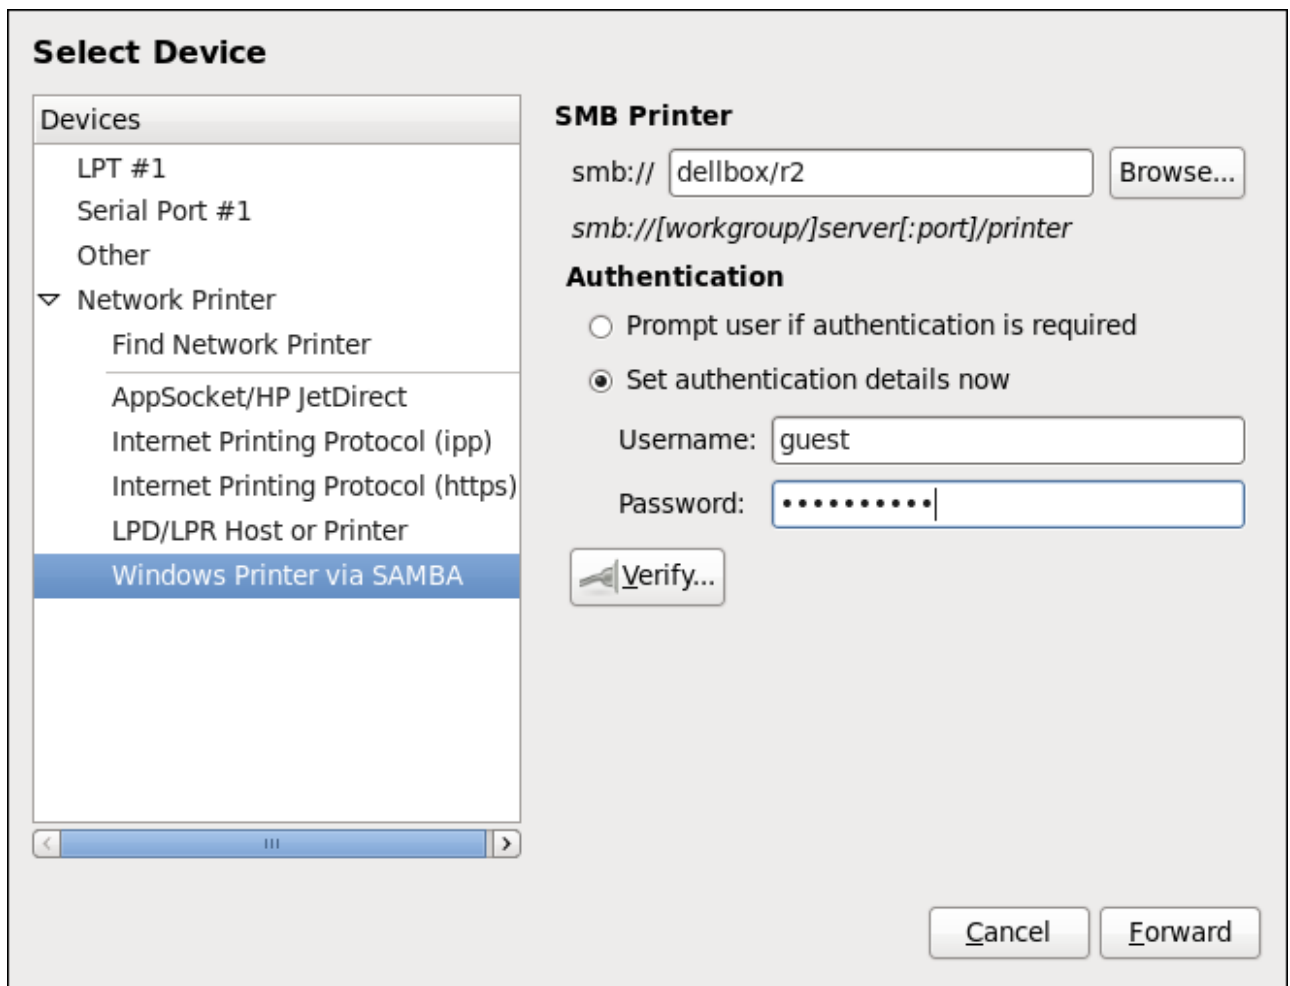 Select Device
Devices
LPT #1
Serial Port #1
Other
Network Printer
Find Network Printer
AppSocket/HP JetDirect
Internet Printing Protocol (ipp)
Internet Printing Protocol (https)
LPD/LPR Host or Printer
Windows Printer via SAMBA
SMB Printer
smb:// dellbox/r2 Browse...
smb://[workgroup/]server[:port]/printer
Authentication
Prompt user if authentication is required
Set authentication details now
Username: guest
Password: ••••••••••
Verify...
Cancel Forward